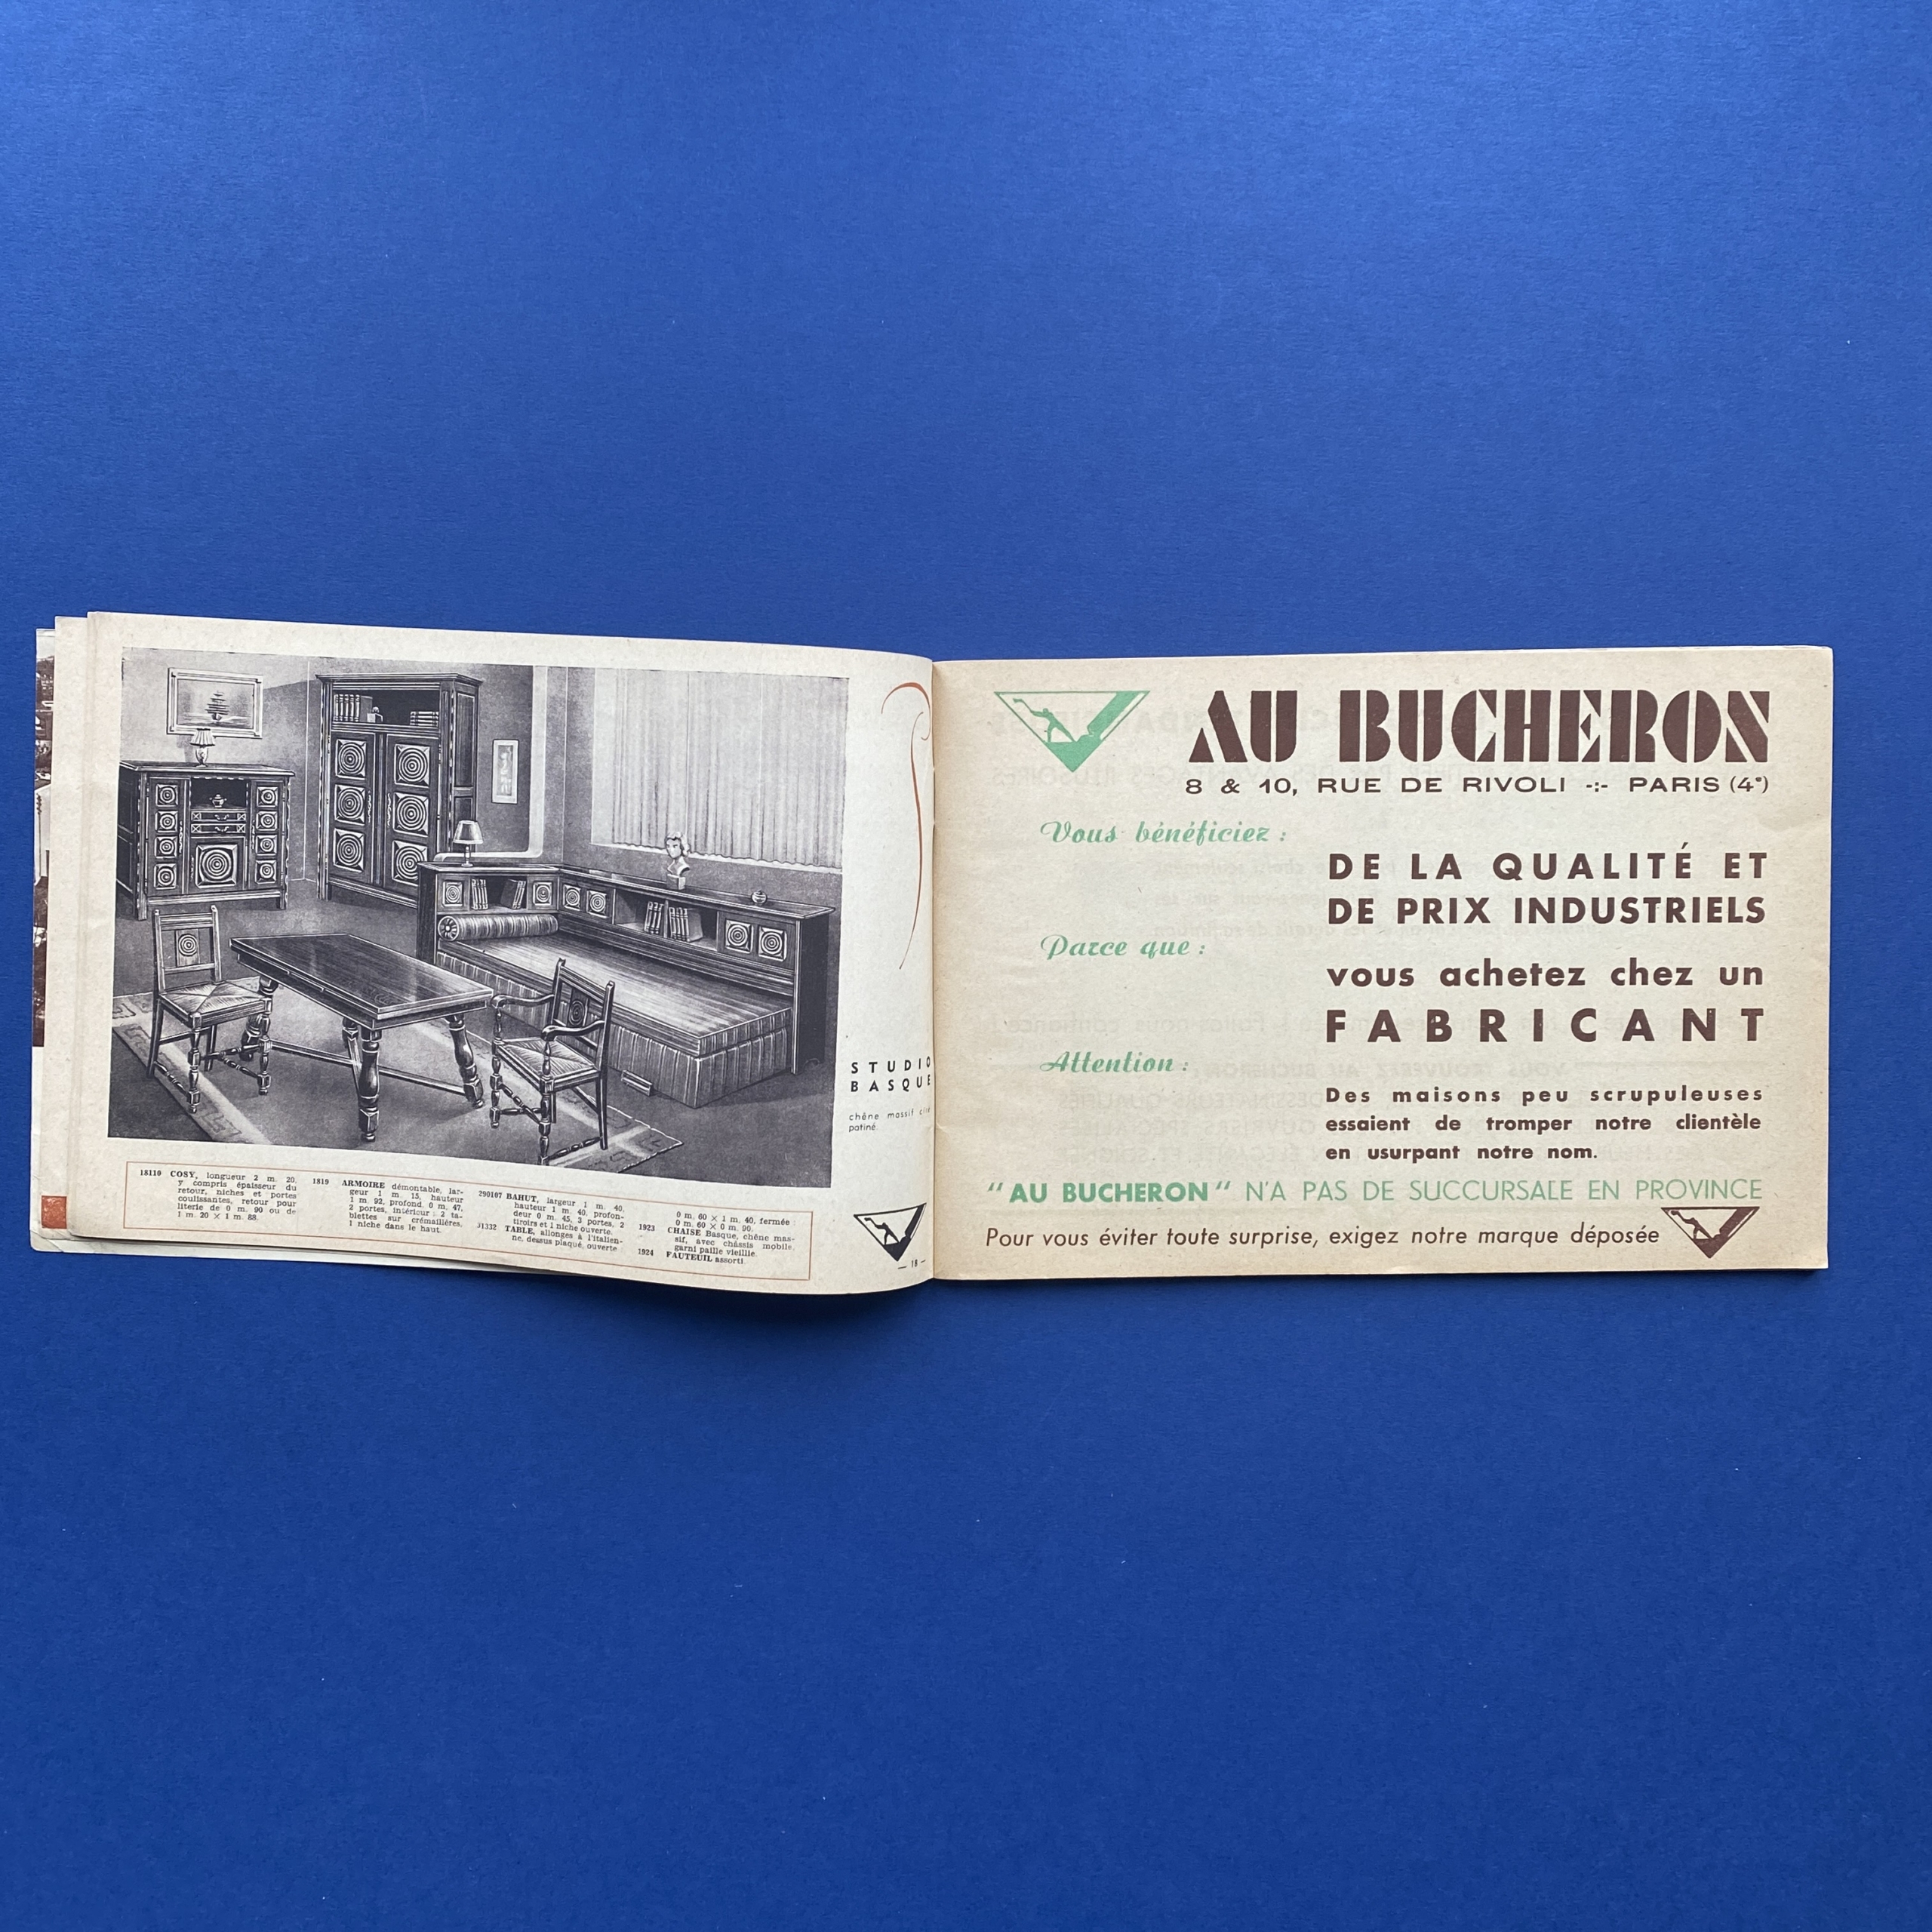 STUDIO
BASQUE
chêne massif ciré
patiné.
18110 COSY, longueur 2 m. 20,
y compris épaisseur du
retour, niches et portes
coulissantes, retour pour
literie de 0 m. 90 ou de
1 m. 20 × 1 m. 88.
1819 ARMOIRE démontable, lar-
geur 1 m. 15, hauteur
1 m. 92, profond. 0 m. 47,
2 portes, intérieur : 2 ta-
blettes sur crémaillères,
1 niche dans le haut.
290107 BAHUT, largeur 1 m. 40,
hauteur 1 m. 40, profon-
deur 0 m. 45, 3 portes, 2
tiroirs et 1 niche ouverte.
31332 TABLE, allonges à l'italien-
ne, dessus plaqué, ouverte
0 m. 60 × 1 m. 40, fermée :
0 m. 60 × 0 m. 90.
1923 CHAISE Basque, chêne mas-
sif, avec châssis mobile,
garni paille vieillie.
1924 FAUTEUIL assorti.
— 18 —
AU BUCHERON
8 & 10, RUE DE RIVOLI -:- PARIS (4e)
Vous bénéficiez :
DE LA QUALITÉ ET
DE PRIX INDUSTRIELS
Parce que :
vous achetez chez un
FABRICANT
Attention :
Des maisons peu scrupuleuses
essaient de tromper notre clientèle
en usurpant notre nom.
"AU BUCHERON" N'A PAS DE SUCCURSALE EN PROVINCE
Pour vous éviter toute surprise, exigez notre marque déposée